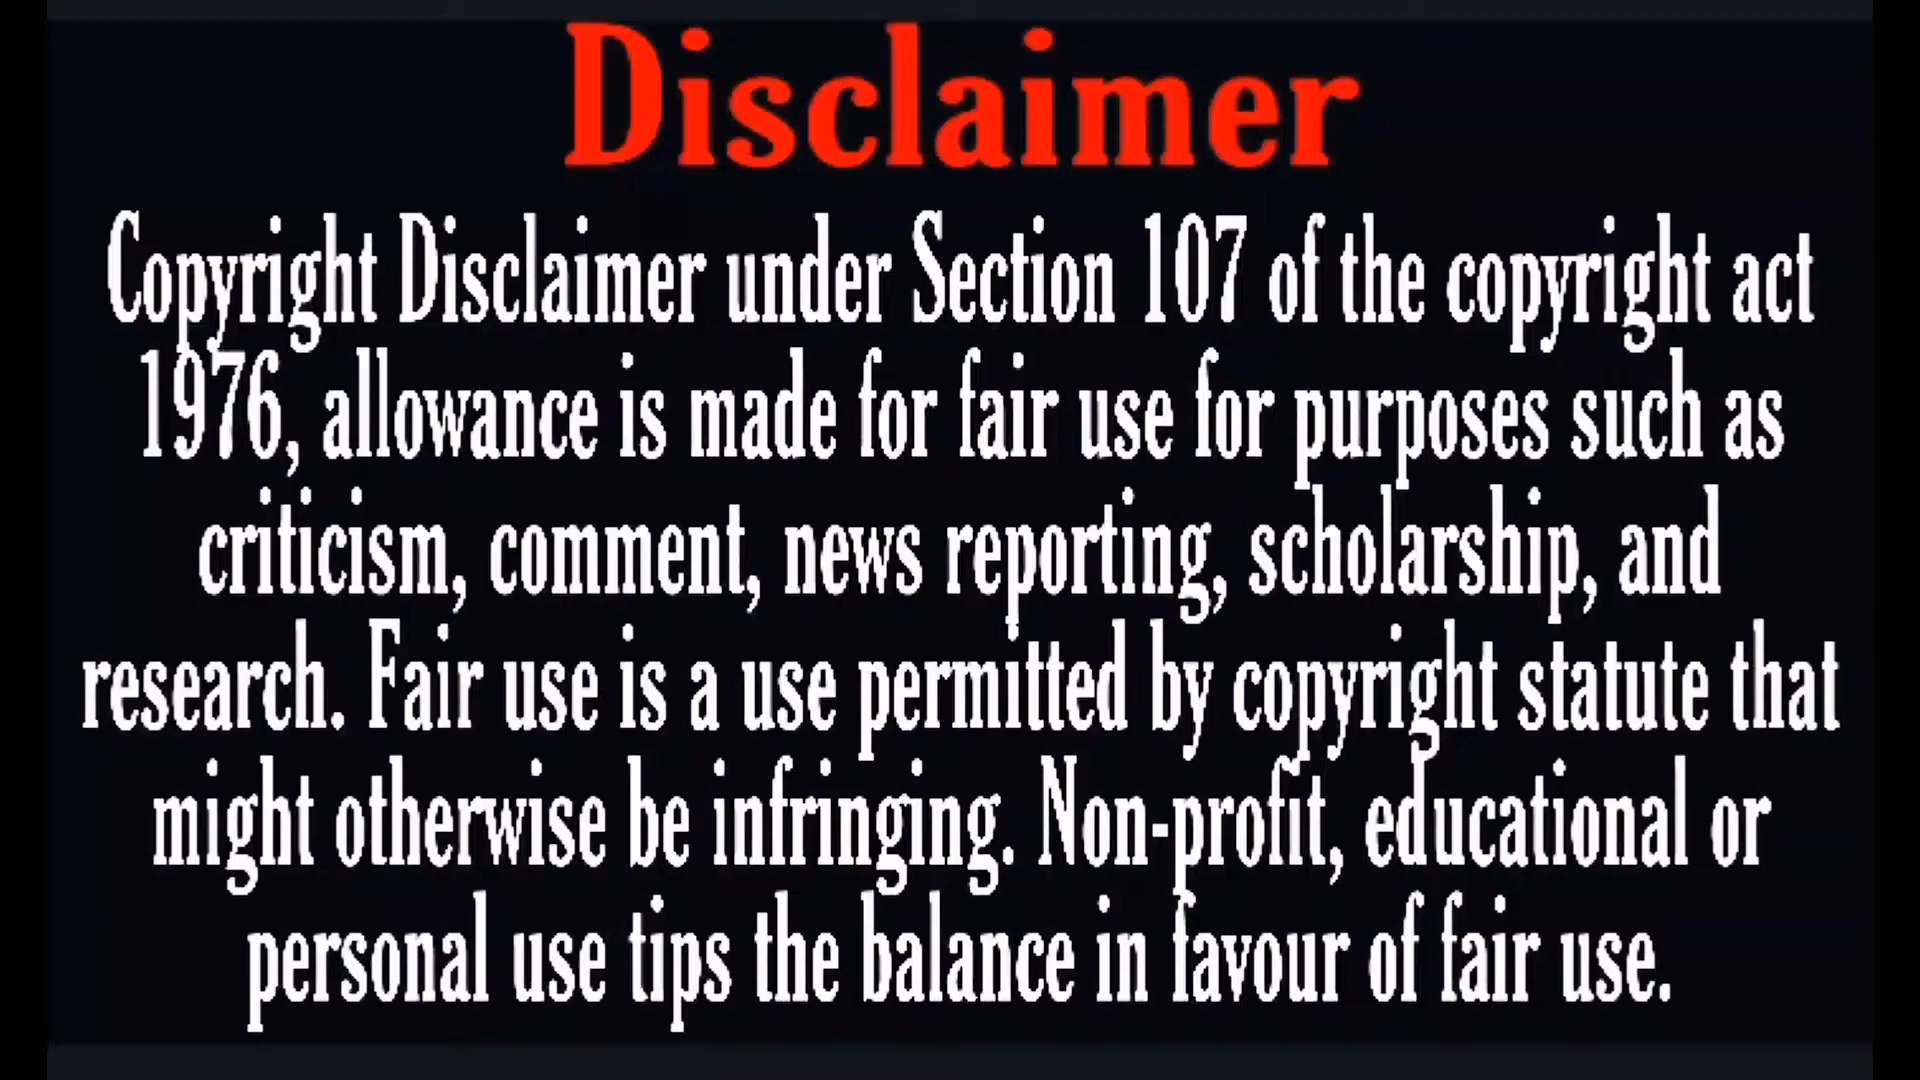 Disclaimer
Copyright Disclaimer under Section 107 of the copyright act
1976, allowance is made for fair use for purposes such as
criticism, comment, news reporting, scholarship, and
research. Fair use is a use permitted by copyright statute that
might otherwise be infringing. Non-profit, educational or
personal use tips the balance in favour of fair use.